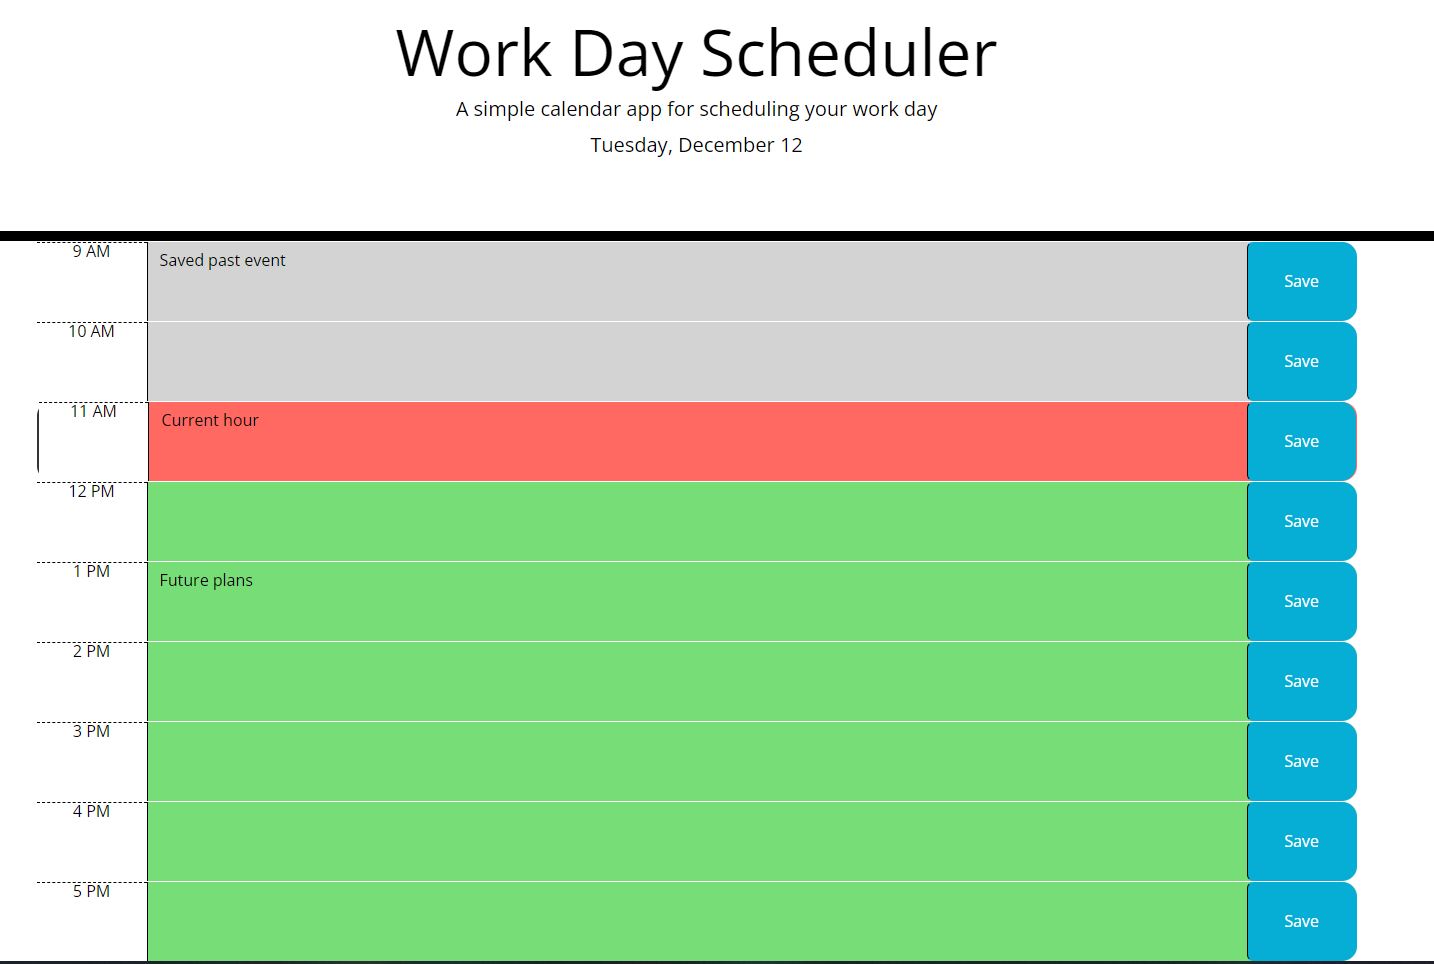 Work Day Scheduler
A simple calendar app for scheduling your work day
Tuesday, December 12
9 AM
Saved past event
Save
10 AM
Save
11 AM
Current hour
Save
12 PM
Save
1 PM
Future plans
Save
2 PM
Save
3 PM
Save
4 PM
Save
5 PM
Save